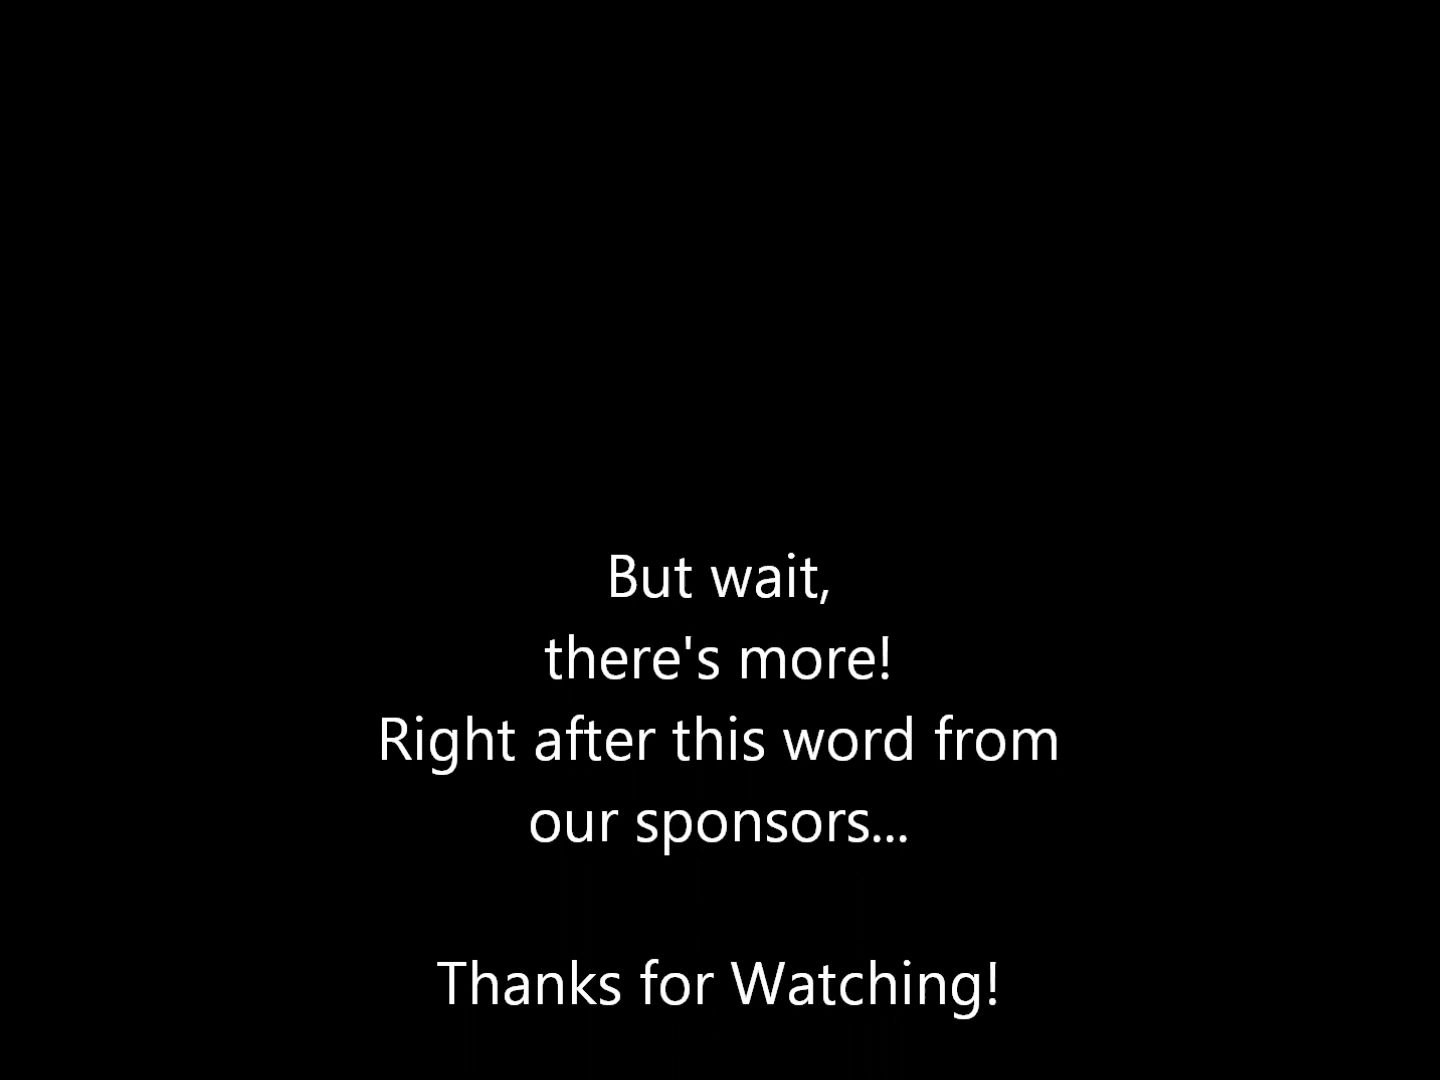 But wait,
there's more!
Right after this word from
our sponsors...
Thanks for Watching!